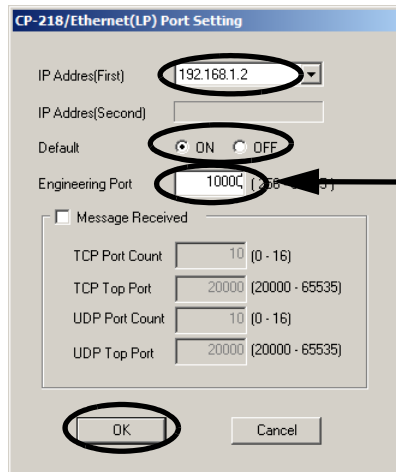 CP-218/Ethernet(LP) Port Setting
IP Addres(First) 192.168.1.2
IP Addres(Second)
Default ON OFF
Engineering Port 10000 (256 - 65535)
Message Received
TCP Port Count 10 (0 - 16)
TCP Top Port 20000 (20000 - 65535)
UDP Port Count 10 (0 - 16)
UDP Top Port 20000 (20000 - 65535)
OK Cancel